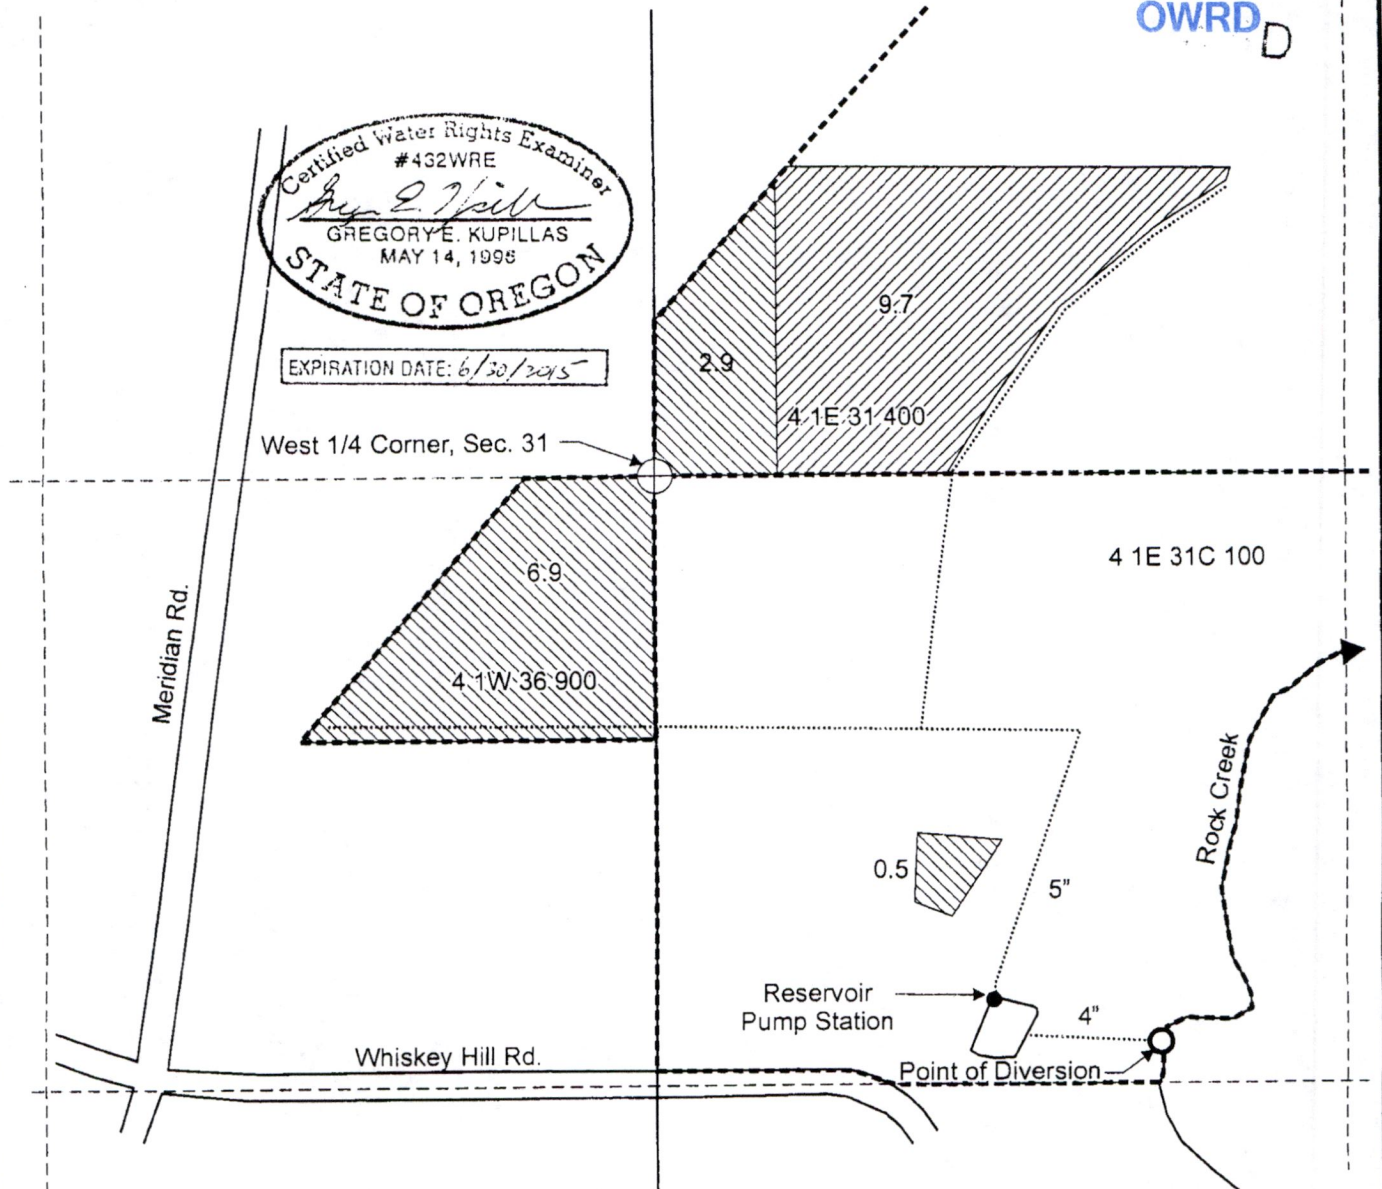 OWRD
D
Certified Water Rights Examiner
#432WRE
GREGORY E. KUPILLAS
MAY 14, 1996
STATE OF OREGON
EXPIRATION DATE: 6/30/2015
9.7
2.9
4 1E 31 400
West 1/4 Corner, Sec. 31
4 1E 31C 100
6.9
4 1W 36 900
Meridian Rd.
Rock Creek
0.5
5"
Reservoir
Pump Station
4"
Whiskey Hill Rd.
Point of Diversion